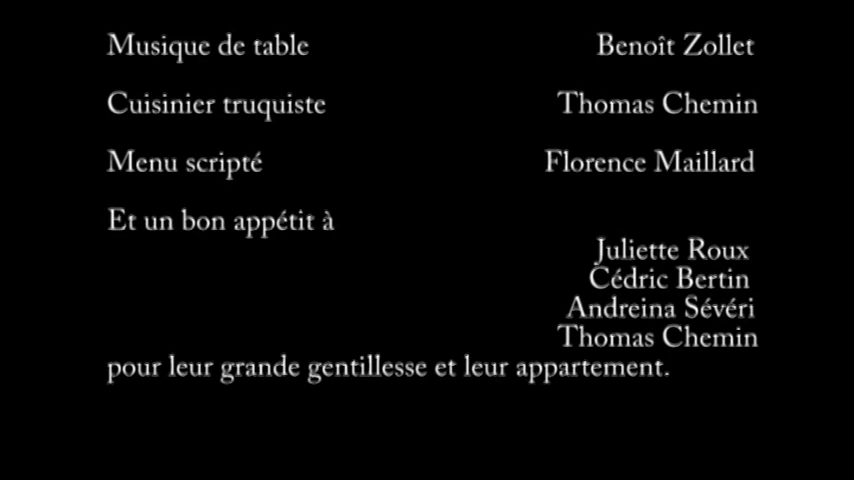 Musique de table Benoît Zollet
Cuisinier truquiste Thomas Chemin
Menu scripté Florence Maillard
Et un bon appétit à
Juliette Roux
Cédric Bertin
Andreina Sévéri
Thomas Chemin
pour leur grande gentillesse et leur appartement.